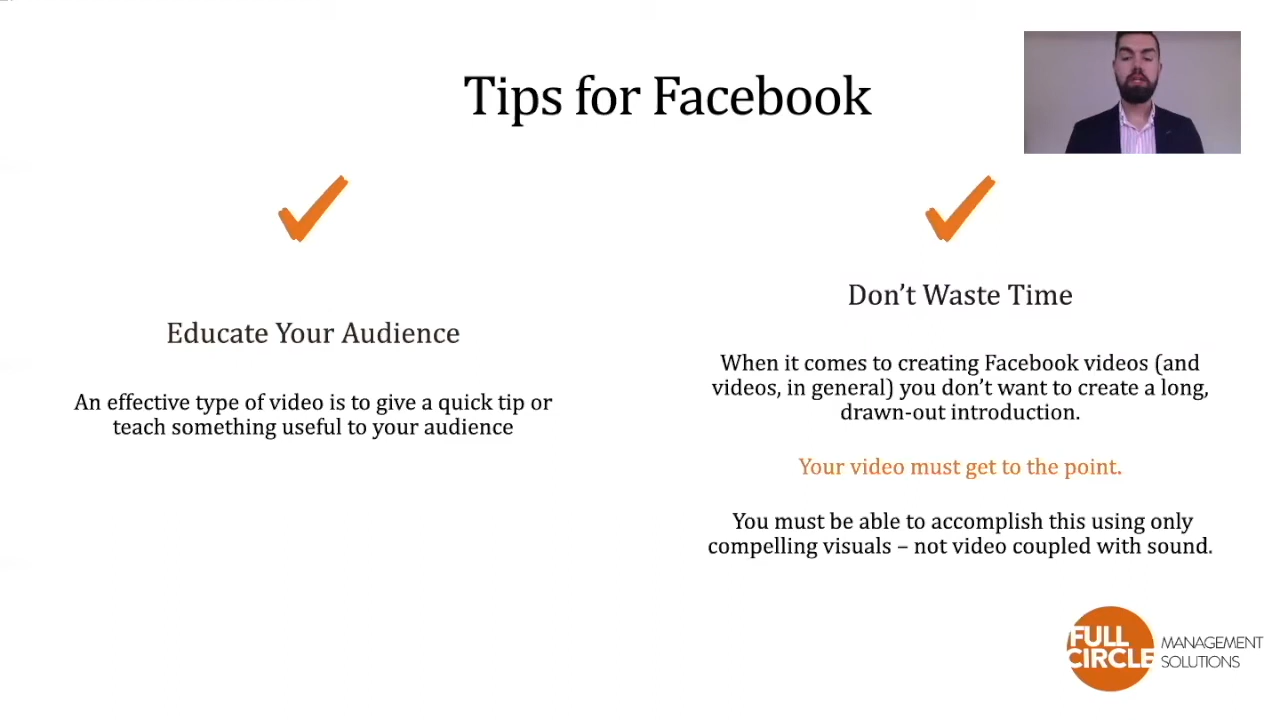 Tips for Facebook
Educate Your Audience
An effective type of video is to give a quick tip or
teach something useful to your audience
Don’t Waste Time
When it comes to creating Facebook videos (and
videos, in general) you don’t want to create a long,
drawn-out introduction.
Your video must get to the point.
You must be able to accomplish this using only
compelling visuals – not video coupled with sound.
FULL
CIRCLE
MANAGEMENT
SOLUTIONS